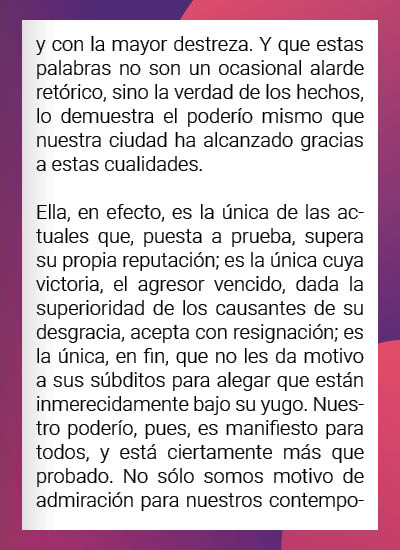 y con la mayor destreza. Y que estas
palabras no son un ocasional alarde
retórico, sino la verdad de los hechos,
lo demuestra el poderío mismo que
nuestra ciudad ha alcanzado gracias
a estas cualidades.
Ella, en efecto, es la única de las ac-
tuales que, puesta a prueba, supera
su propia reputación; es la única cuya
victoria, el agresor vencido, dada la
superioridad de los causantes de su
desgracia, acepta con resignación; es
la única, en fin, que no les da motivo
a sus súbditos para alegar que están
inmerecidamente bajo su yugo. Nues-
tro poderío, pues, es manifiesto para
todos, y está ciertamente más que
probado. No sólo somos motivo de
admiración para nuestros contempo-